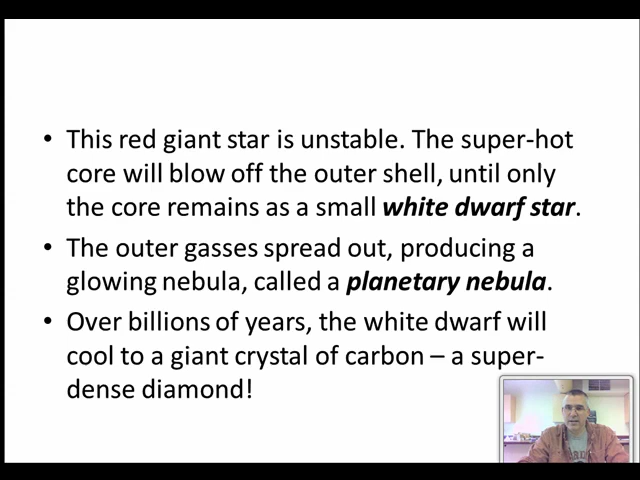 • This red giant star is unstable. The super-hot
core will blow off the outer shell, until only
the core remains as a small white dwarf star.
• The outer gasses spread out, producing a
glowing nebula, called a planetary nebula.
• Over billions of years, the white dwarf will
cool to a giant crystal of carbon – a super-
dense diamond!